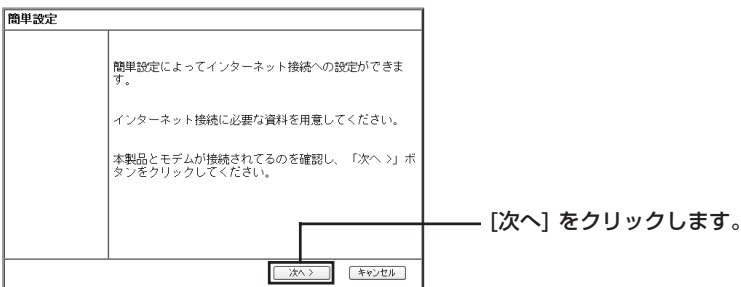 簡単設定
簡単設定によってインターネット接続への設定ができま
す。
インターネット接続に必要な資料を用意してください。
本製品とモデムが接続されてるのを確認し、「次へ >」ボ
タンをクリックしてください。
[次へ] をクリックします。
次へ >
キャンセル